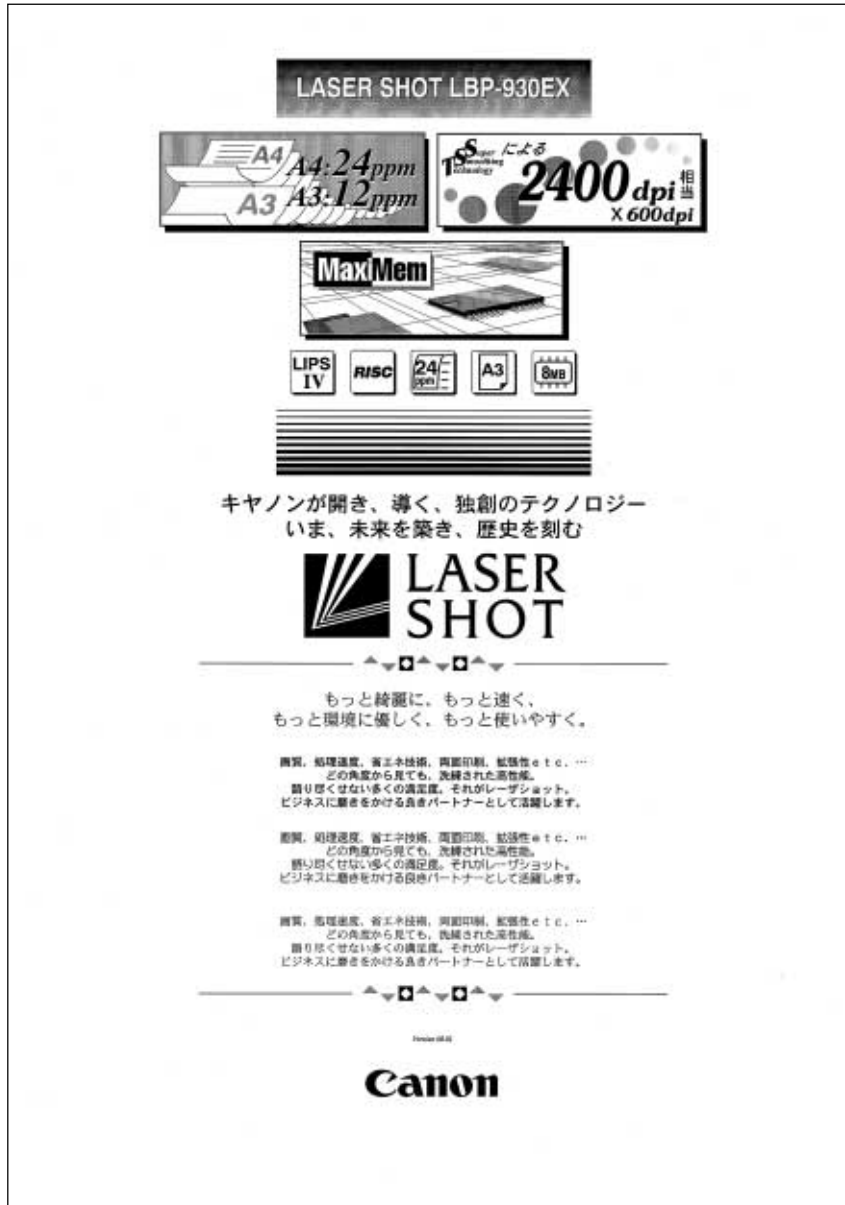 LASER SHOT LBP-930EX
A4
A3
A4:24ppm
A3:12ppm
Super Smoothing Technology による
2400dpi相当
×600dpi
MaxiMem
LIPS IV
RISC
24 ppm
A3
8MB
キヤノンが開き、導く、独創のテクノロジー
いま、未来を築き、歴史を刻む
LASER
SHOT
もっと綺麗に、もっと速く、
もっと環境に優しく、もっと使いやすく。
画質、処理速度、省エネ技術、両面印刷、拡張性etc.…
どの角度から見ても、洗練された高性能。
語り尽くせない多くの満足度。それがレーザショット。
ビジネスに磨きをかける良きパートナーとして活躍します。
画質、処理速度、省エネ技術、両面印刷、拡張性etc.…
どの角度から見ても、洗練された高性能。
語り尽くせない多くの満足度。それがレーザショット。
ビジネスに磨きをかける良きパートナーとして活躍します。
画質、処理速度、省エネ技術、両面印刷、拡張性etc.…
どの角度から見ても、洗練された高性能。
語り尽くせない多くの満足度。それがレーザショット。
ビジネスに磨きをかける良きパートナーとして活躍します。
Canon